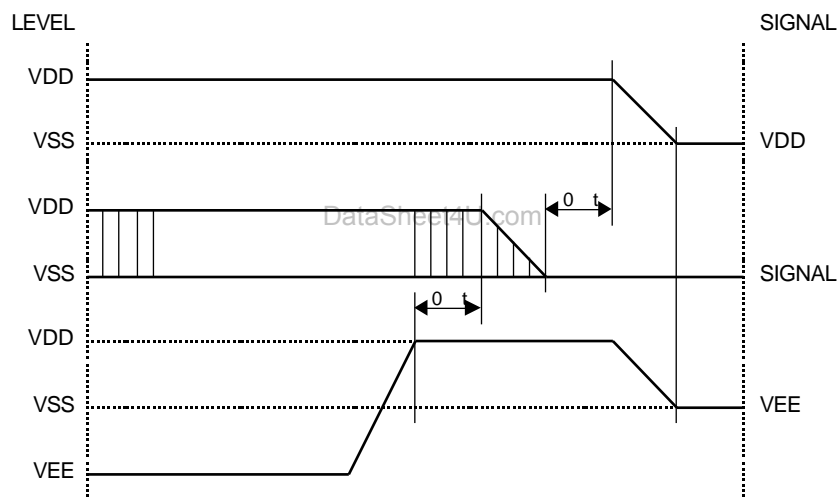 LEVEL SIGNAL
VDD
VSS VDD
VDD
DataSheet4U.com
0 t
VSS SIGNAL
0 t
VDD
VSS VEE
VEE